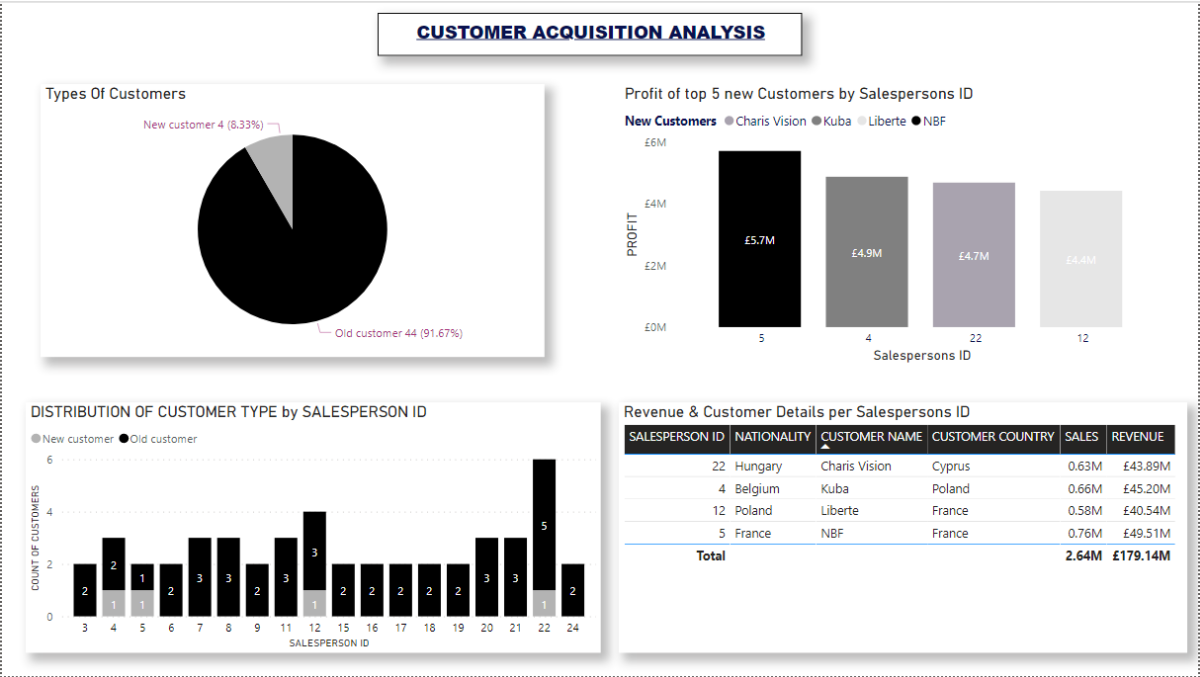 CUSTOMER ACQUISITION ANALYSIS
Types Of Customers
New customer 4 (8.33%)
Old customer 44 (91.67%)
Profit of top 5 new Customers by Salespersons ID
New Customers Charis Vision Kuba Liberte NBF
£6M
£4M
£2M
£0M
PROFIT
£5.7M £4.9M £4.7M £4.4M
5 4 22 12
Salespersons ID
DISTRIBUTION OF CUSTOMER TYPE by SALESPERSON ID
New customer Old customer
COUNT OF CUSTOMERS
6
4
2
0
2 2 1 2 3 3 2 3 3 2 2 2 2 2 3 3 5 2
1 1 1 1
3 4 5 6 7 8 9 11 12 15 16 17 18 19 20 21 22 24
SALESPERSON ID
Revenue & Customer Details per Salespersons ID
SALESPERSON ID NATIONALITY CUSTOMER NAME CUSTOMER COUNTRY SALES REVENUE
22 Hungary Charis Vision Cyprus 0.63M £43.89M
4 Belgium Kuba Poland 0.66M £45.20M
12 Poland Liberte France 0.58M £40.54M
5 France NBF France 0.76M £49.51M
Total 2.64M £179.14M